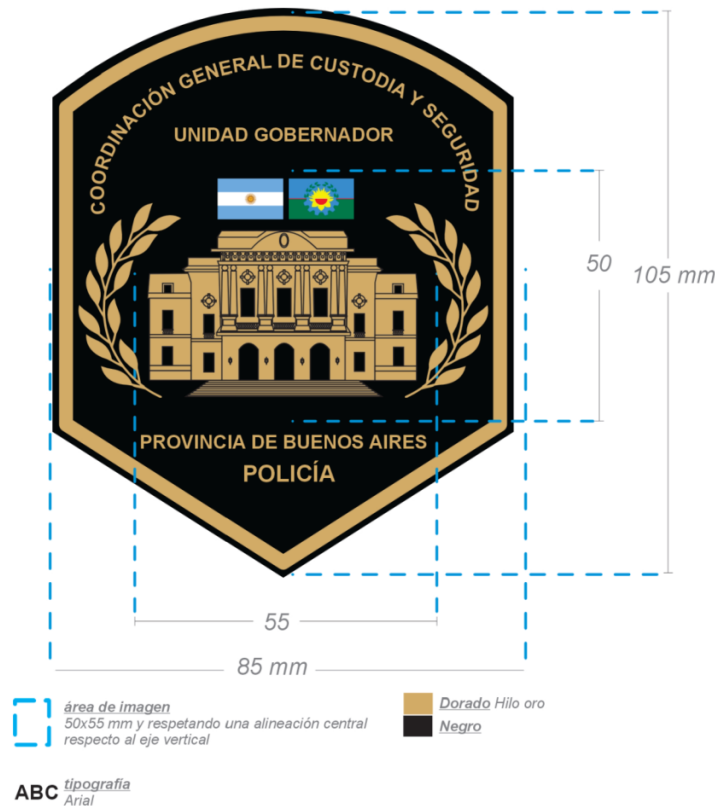 COORDINACIÓN GENERAL DE CUSTODIA Y SEGURIDAD
UNIDAD GOBERNADOR
PROVINCIA DE BUENOS AIRES
POLICÍA
50
105 mm
55
85 mm
área de imagen
50x55 mm y respetando una alineación central
respecto al eje vertical
Dorado Hilo oro
Negro
ABC tipografía
Arial